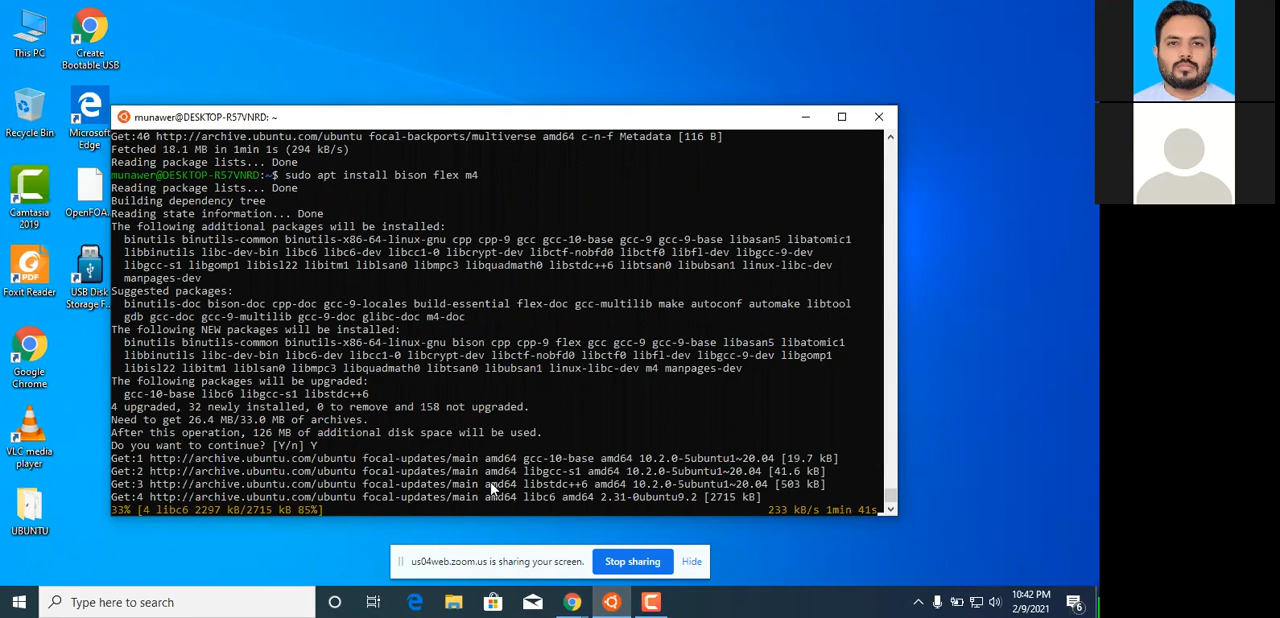 This PC
Create
Bootable USB
Recycle Bin
Microsoft
Edge
Camtasia
2019
OpenFOA...
Foxit Reader
USB Disk
Storage F...
Google
Chrome
VLC media
player
UBUNTU
munawer@DESKTOP-R57VNRD: ~
Get:40 http://archive.ubuntu.com/ubuntu focal-backports/multiverse amd64 c-n-f Metadata [116 B]
Fetched 18.1 MB in 1min 1s (294 kB/s)
Reading package lists... Done
munawer@DESKTOP-R57VNRD:~$ sudo apt install bison flex m4
Reading package lists... Done
Building dependency tree
Reading state information... Done
The following additional packages will be installed:
binutils binutils-common binutils-x86-64-linux-gnu cpp cpp-9 gcc gcc-10-base gcc-9 gcc-9-base libasan5 libatomic1
libbinutils libc-dev-bin libc6 libc6-dev libcc1-0 libcrypt-dev libctf-nobfd0 libctf0 libfl-dev libgcc-9-dev
libgcc-s1 libgomp1 libisl22 libitm1 liblsan0 libmpc3 libquadmath0 libstdc++6 libtsan0 libubsan1 linux-libc-dev
manpages-dev
Suggested packages:
binutils-doc bison-doc cpp-doc gcc-9-locales build-essential flex-doc gcc-multilib make autoconf automake libtool
gdb gcc-doc gcc-9-multilib gcc-9-doc glibc-doc m4-doc
The following NEW packages will be installed:
binutils binutils-common binutils-x86-64-linux-gnu bison cpp cpp-9 flex gcc gcc-9 gcc-9-base libasan5 libatomic1
libbinutils libc-dev-bin libc6-dev libcc1-0 libcrypt-dev libctf-nobfd0 libctf0 libfl-dev libgcc-9-dev libgomp1
libisl22 libitm1 liblsan0 libmpc3 libquadmath0 libtsan0 libubsan1 linux-libc-dev m4 manpages-dev
The following packages will be upgraded:
gcc-10-base libc6 libgcc-s1 libstdc++6
4 upgraded, 32 newly installed, 0 to remove and 158 not upgraded.
Need to get 26.4 MB/33.0 MB of archives.
After this operation, 126 MB of additional disk space will be used.
Do you want to continue? [Y/n] Y
Get:1 http://archive.ubuntu.com/ubuntu focal-updates/main amd64 gcc-10-base amd64 10.2.0-5ubuntu1~20.04 [19.7 kB]
Get:2 http://archive.ubuntu.com/ubuntu focal-updates/main amd64 libgcc-s1 amd64 10.2.0-5ubuntu1~20.04 [41.6 kB]
Get:3 http://archive.ubuntu.com/ubuntu focal-updates/main amd64 libstdc++6 amd64 10.2.0-5ubuntu1~20.04 [503 kB]
Get:4 http://archive.ubuntu.com/ubuntu focal-updates/main amd64 libc6 amd64 2.31-0ubuntu9.2 [2715 kB]
33% [4 libc6 2297 kB/2715 kB 85%] 233 kB/s 1min 41s
us04web.zoom.us is sharing your screen. Stop sharing Hide
Type here to search
10:42 PM
2/9/2021
6